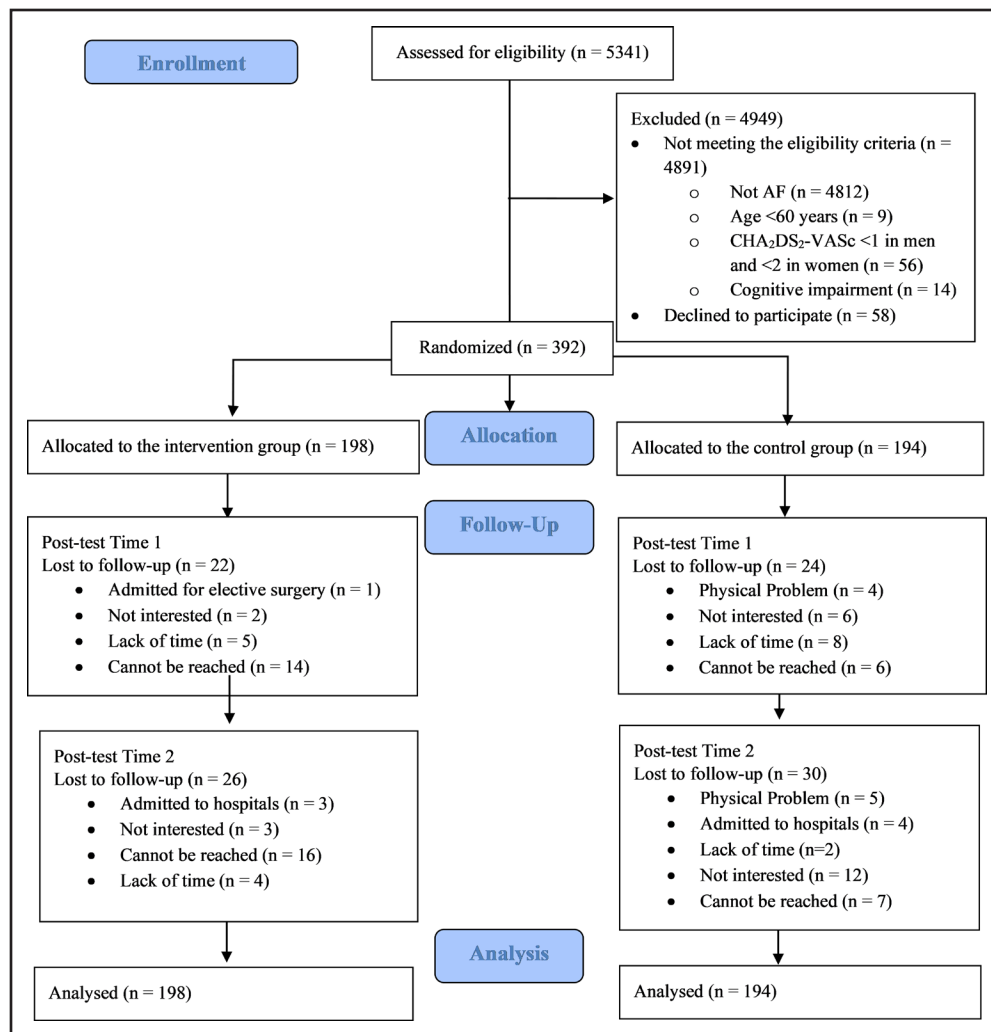 Enrollment
Assessed for eligibility (n = 5341)
Excluded (n = 4949)
• Not meeting the eligibility criteria (n =
4891)
o Not AF (n = 4812)
o Age <60 years (n = 9)
o CHA₂DS₂-VASc <1 in men
and <2 in women (n = 56)
o Cognitive impairment (n = 14)
• Declined to participate (n = 58)
Randomized (n = 392)
Allocation
Allocated to the intervention group (n = 198)
Allocated to the control group (n = 194)
Follow-Up
Post-test Time 1
Lost to follow-up (n = 22)
• Admitted for elective surgery (n = 1)
• Not interested (n = 2)
• Lack of time (n = 5)
• Cannot be reached (n = 14)
Post-test Time 1
Lost to follow-up (n = 24)
• Physical Problem (n = 4)
• Not interested (n = 6)
• Lack of time (n = 8)
• Cannot be reached (n = 6)
Post-test Time 2
Lost to follow-up (n = 26)
• Admitted to hospitals (n = 3)
• Not interested (n = 3)
• Cannot be reached (n = 16)
• Lack of time (n = 4)
Post-test Time 2
Lost to follow-up (n = 30)
• Physical Problem (n = 5)
• Admitted to hospitals (n = 4)
• Lack of time (n=2)
• Not interested (n = 12)
• Cannot be reached (n = 7)
Analysis
Analysed (n = 198)
Analysed (n = 194)